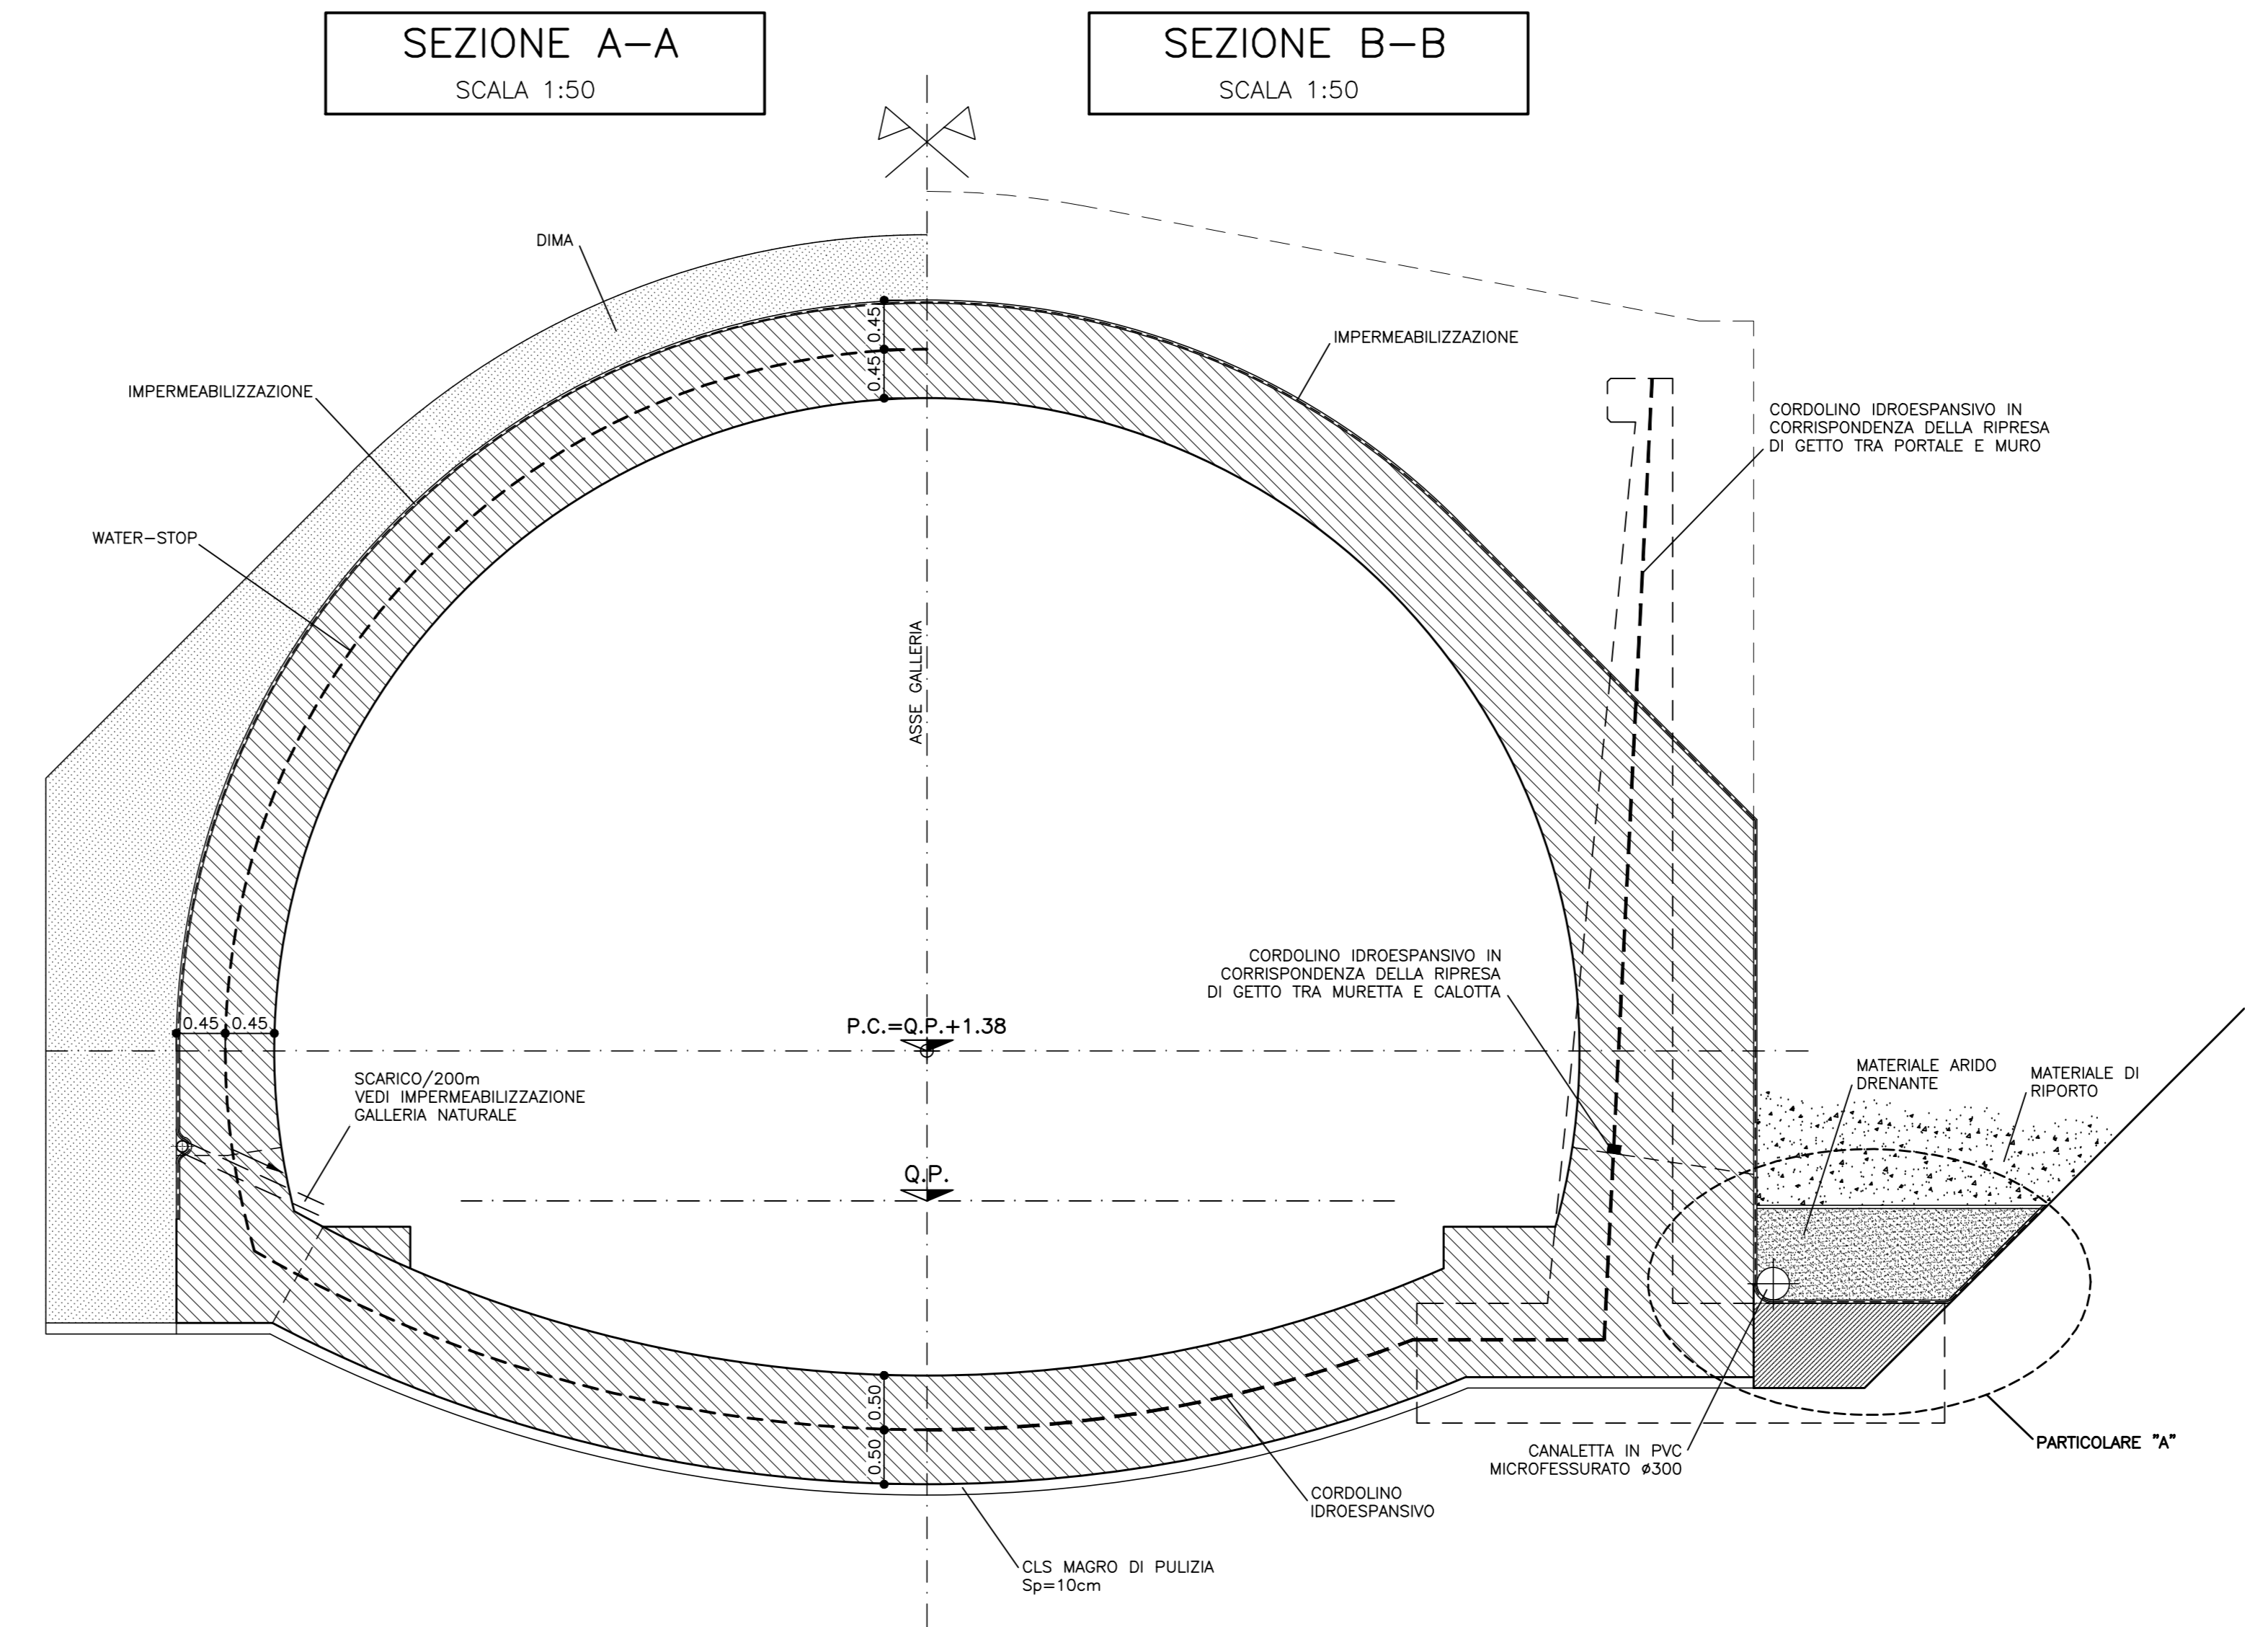 SEZIONE A-A
SCALA 1:50
SEZIONE B-B
SCALA 1:50
DIMA
IMPERMEABILIZZAZIONE
WATER-STOP
0.45
0.45
IMPERMEABILIZZAZIONE
CORDOLINO IDROESPANSIVO IN
CORRISPONDENZA DELLA RIPRESA
DI GETTO TRA PORTALE E MURO
ASSE GALLERIA
CORDOLINO IDROESPANSIVO IN
CORRISPONDENZA DELLA RIPRESA
DI GETTO TRA MURETTA E CALOTTA
0.45
0.45
P.C.=Q.P.+1.38
SCARICO/200m
VEDI IMPERMEABILIZZAZIONE
GALLERIA NATURALE
Q.P.
MATERIALE ARIDO
DRENANTE
MATERIALE DI
RIPORTO
0.50
0.50
CANALETTA IN PVC
MICROFESSURATO ø300
PARTICOLARE "A"
CORDOLINO
IDROESPANSIVO
CLS MAGRO DI PULIZIA
Sp=10cm